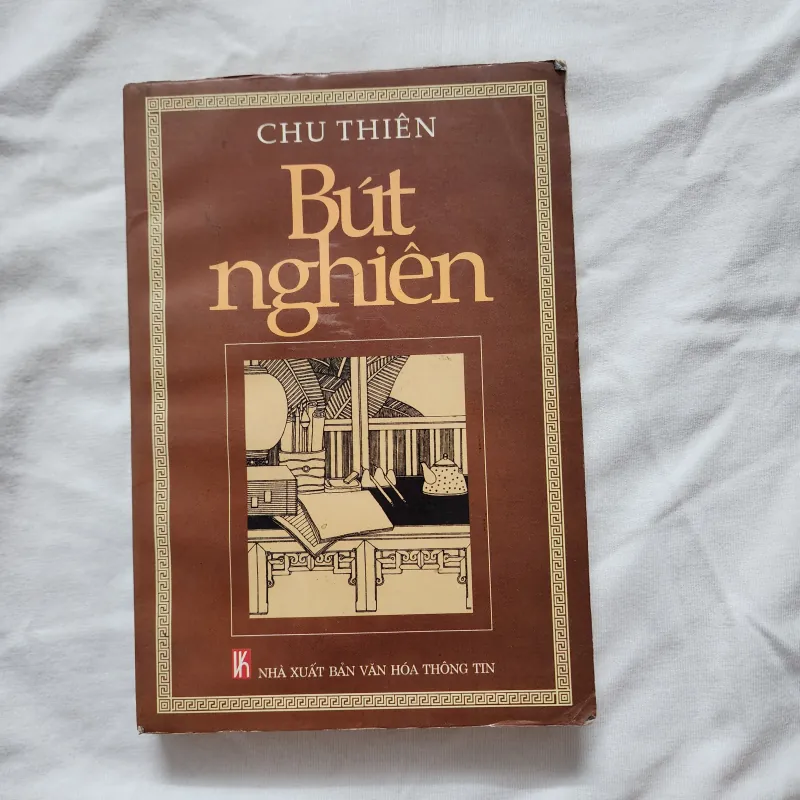 CHU THIÊN
Bút
nghiên
NHÀ XUẤT BẢN VĂN HÓA THÔNG TIN